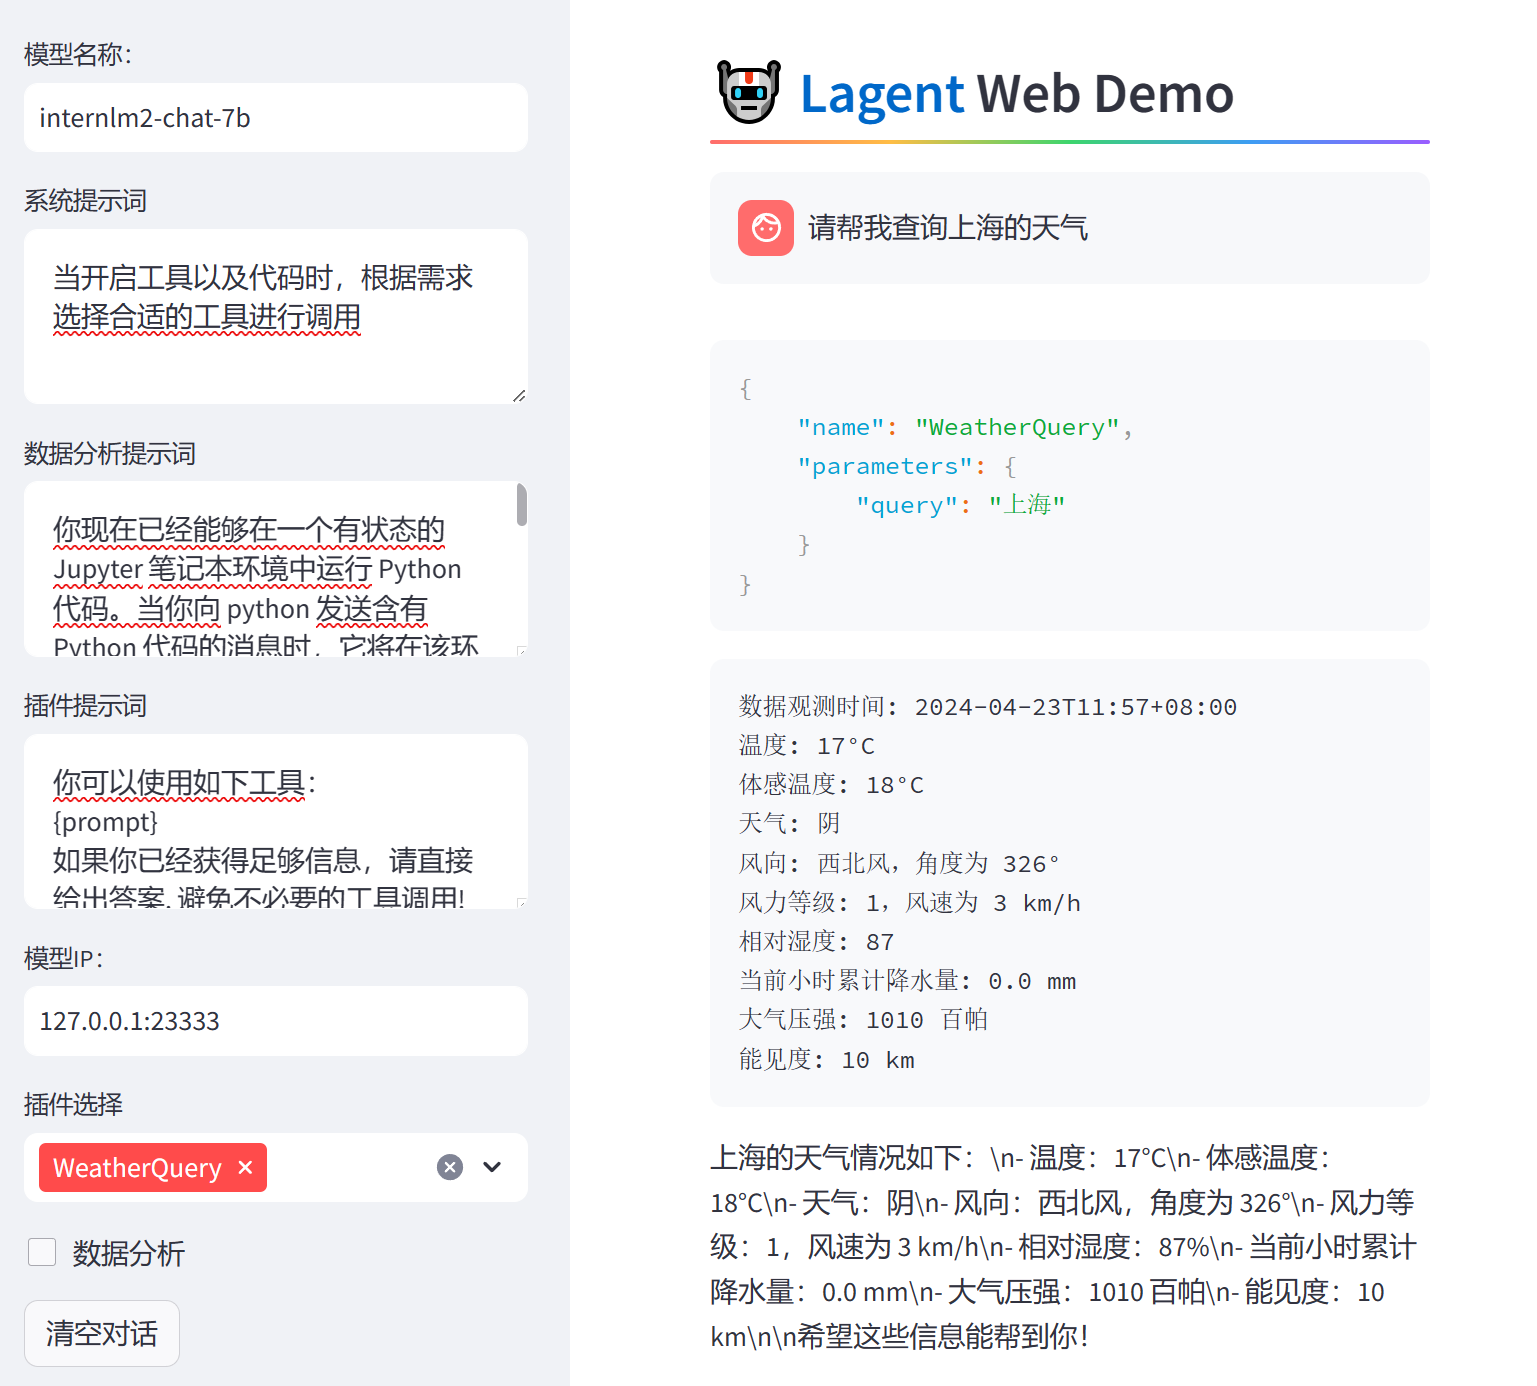 模型名称：
internlm2-chat-7b
系统提示词
当开启工具以及代码时，根据需求
选择合适的工具进行调用
数据分析提示词
你现在已经能够在一个有状态的
Jupyter 笔记本环境中运行 Python
代码。当你向 python 发送含有
Python 代码的消息时，它将在该环
插件提示词
你可以使用如下工具：
{prompt}
如果你已经获得足够信息，请直接
给出答案. 避免不必要的工具调用!
模型IP：
127.0.0.1:23333
插件选择
WeatherQuery
数据分析
清空对话
Lagent Web Demo
请帮我查询上海的天气
{
    "name": "WeatherQuery",
    "parameters": {
        "query": "上海"
    }
}
数据观测时间: 2024-04-23T11:57+08:00
温度: 17°C
体感温度: 18°C
天气: 阴
风向: 西北风，角度为 326°
风力等级: 1，风速为 3 km/h
相对湿度: 87
当前小时累计降水量: 0.0 mm
大气压强: 1010 百帕
能见度: 10 km
上海的天气情况如下：\n- 温度：17°C\n- 体感温度：
18°C\n- 天气：阴\n- 风向：西北风，角度为 326°\n- 风力等
级：1，风速为 3 km/h\n- 相对湿度：87%\n- 当前小时累计
降水量：0.0 mm\n- 大气压强：1010 百帕\n- 能见度：10
km\n\n希望这些信息能帮到你！